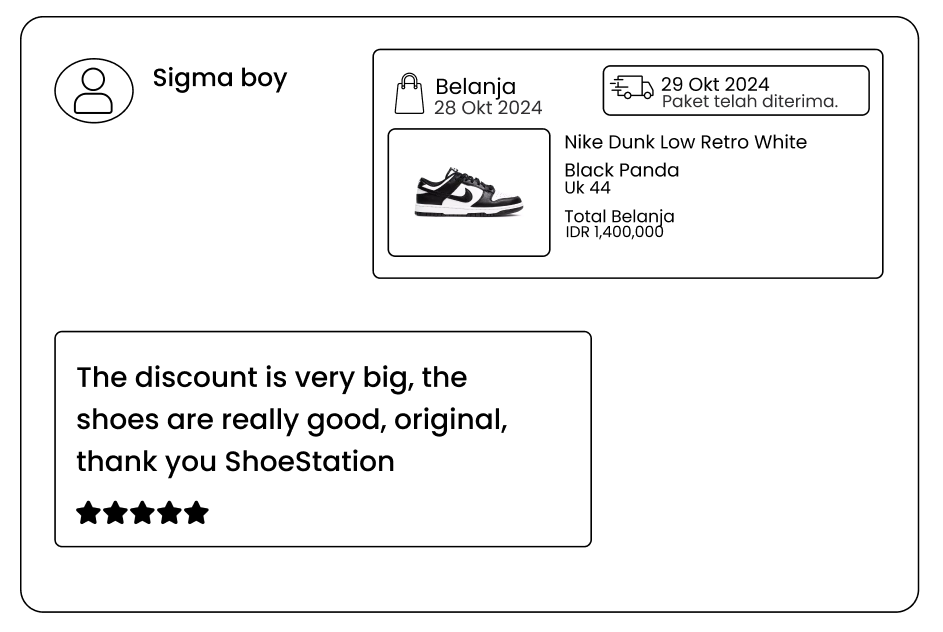 Sigma boy
Belanja
28 Okt 2024
29 Okt 2024
Paket telah diterima.
Nike Dunk Low Retro White
Black Panda
Uk 44
Total Belanja
IDR 1,400,000
The discount is very big, the
shoes are really good, original,
thank you ShoeStation